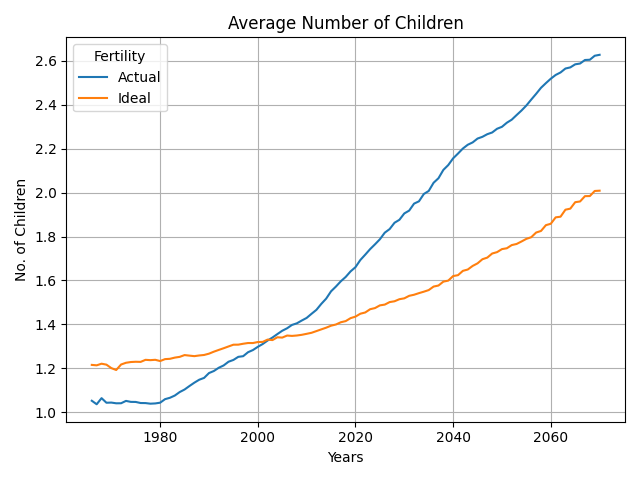 Average Number of Children
Fertility
Actual
Ideal
No. of Children
2.6
2.4
2.2
2.0
1.8
1.6
1.4
1.2
1.0
1980 2000 2020 2040 2060
Years